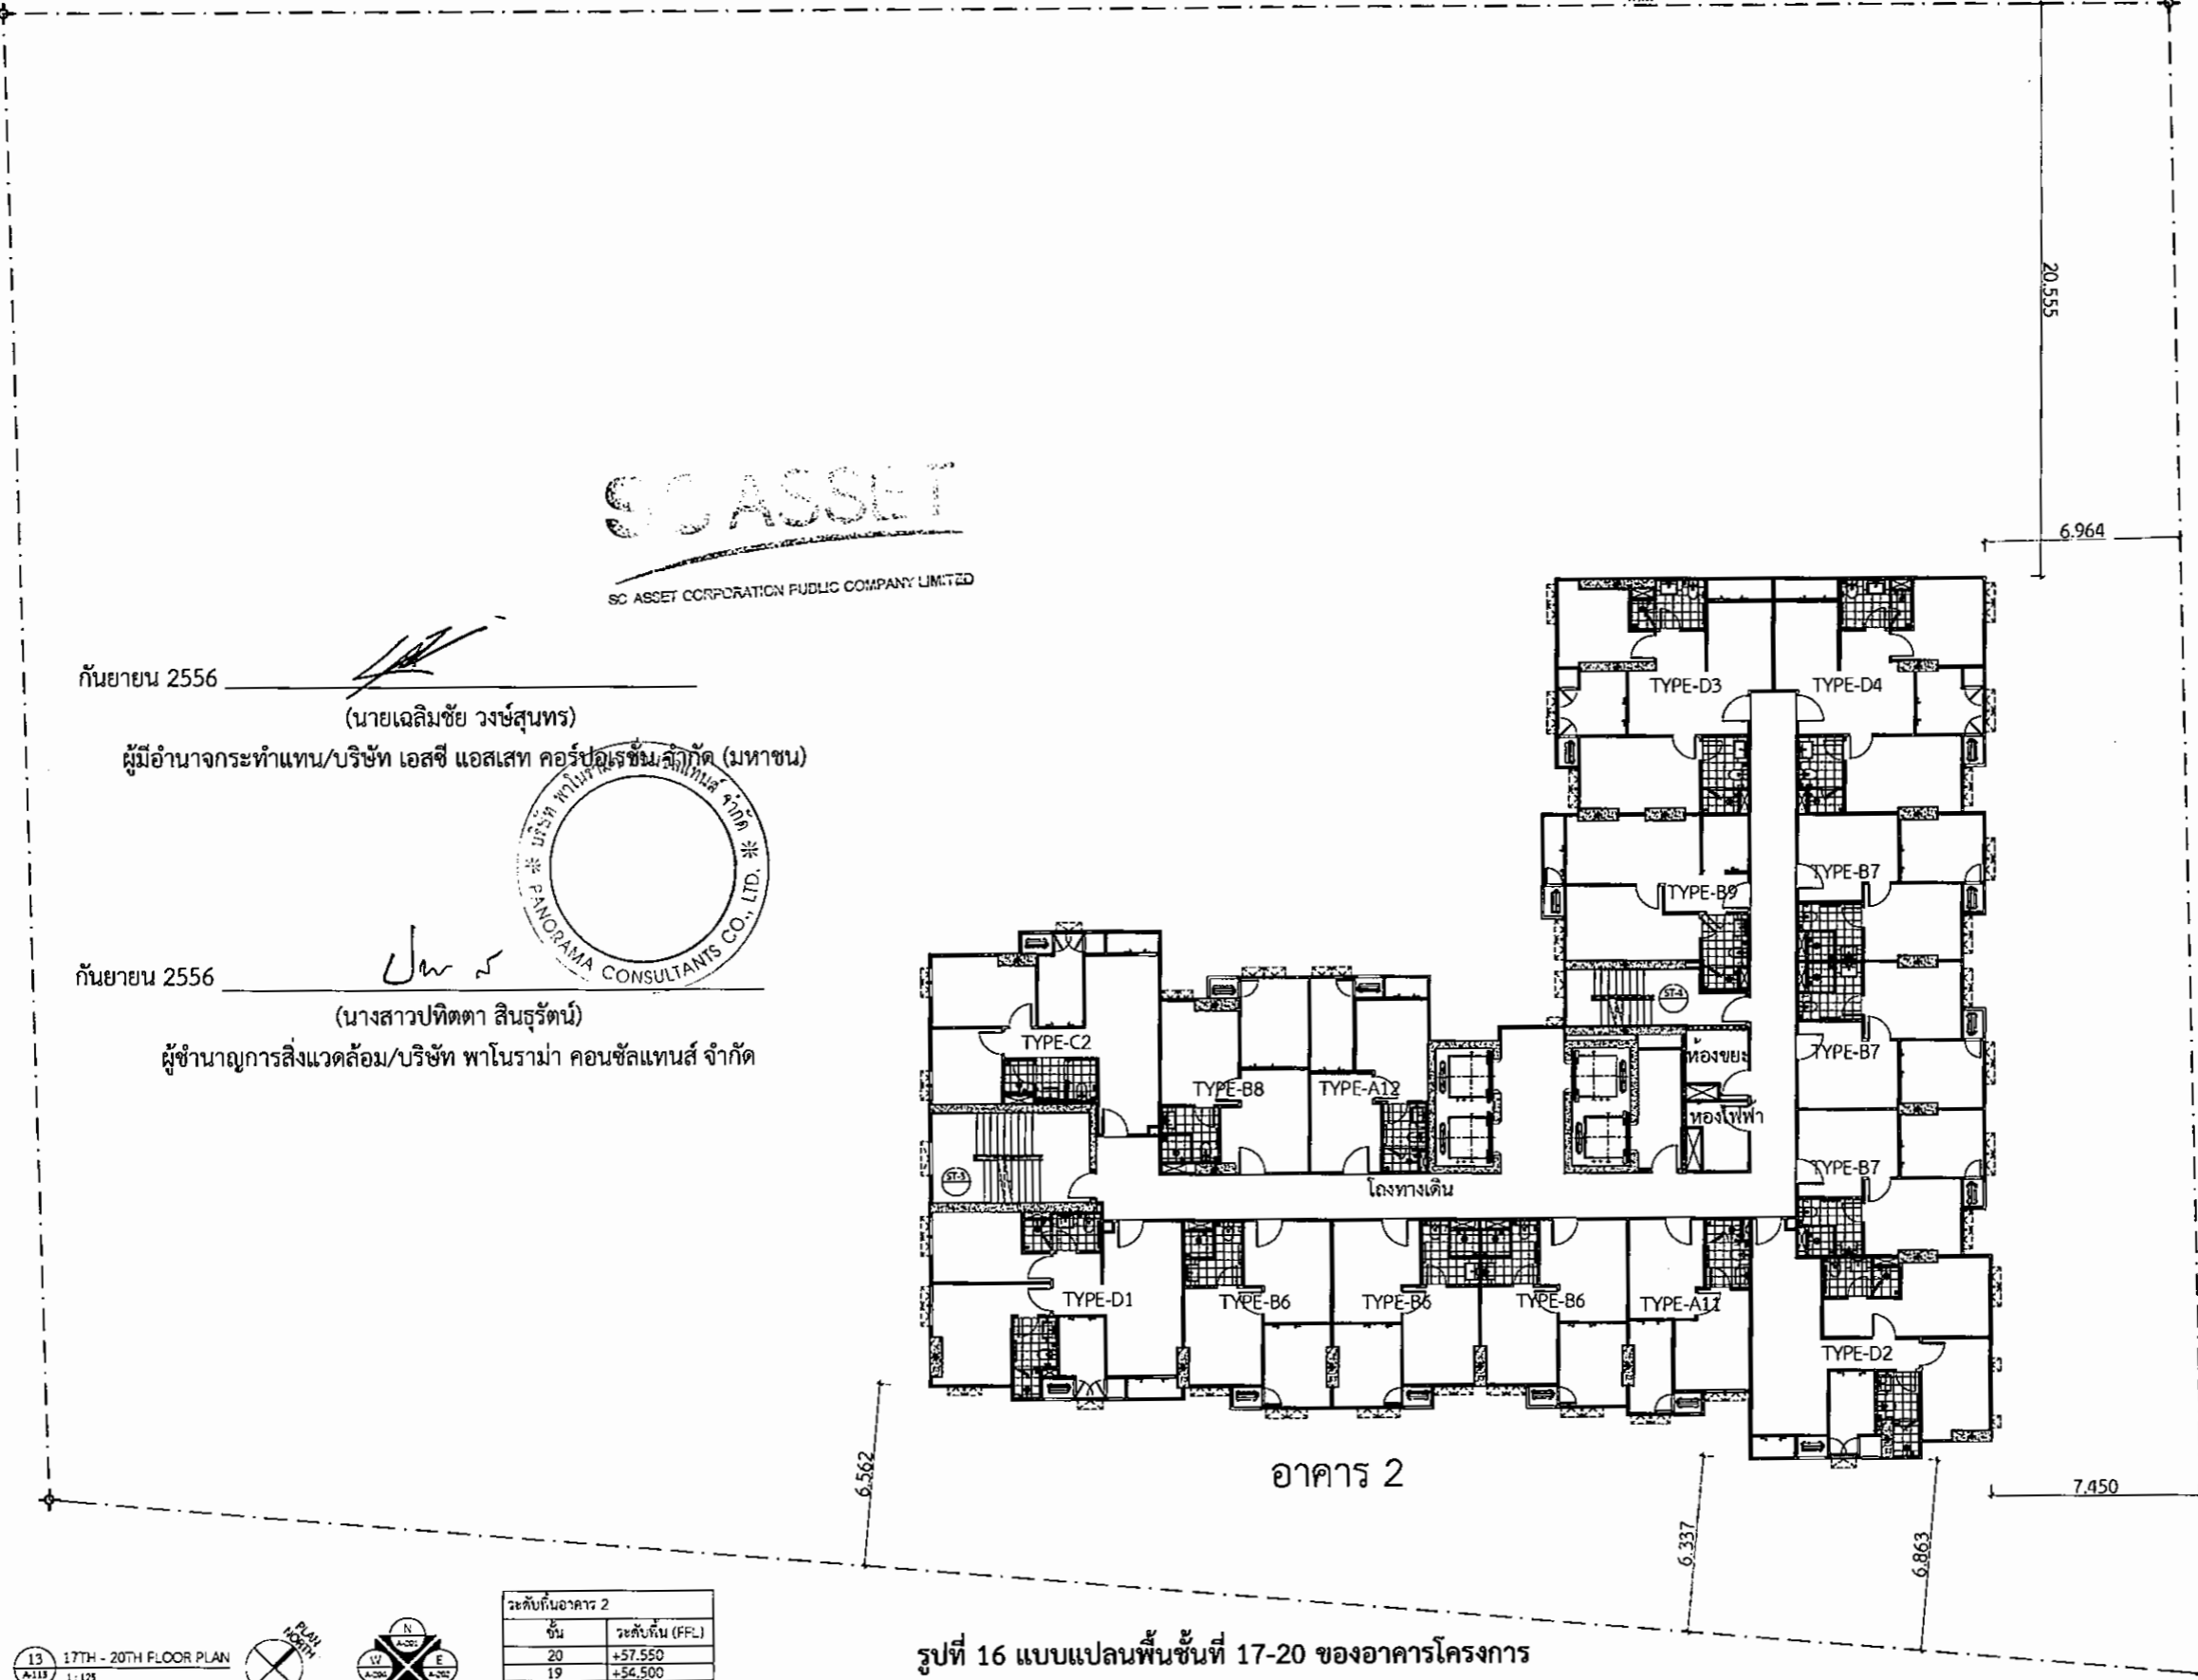 20.555
6.964
SC ASSET
SC ASSET CORPORATION PUBLIC COMPANY LIMITED
กันยายน 2556
(นายเฉลิมชัย วงษ์สุนทร)
ผู้มีอำนาจกระทำแทน/บริษัท เอสซี แอสเสท คอร์ปอเรชั่น จำกัด (มหาชน)
PANORAMA CONSULTANTS CO., LTD.
กันยายน 2556
(นางสาวปทิตตา สินธุรัตน์)
ผู้ชำนาญการสิ่งแวดล้อม/บริษัท พาโนราม่า คอนซัลแทนส์ จำกัด
TYPE-D3
TYPE-D4
TYPE-B9
TYPE-B7
ST-4
TYPE-C2
TYPE-B8
TYPE-A12
ห้องขยะ
TYPE-B7
ห้องไฟฟ้า
ST-3
โถงทางเดิน
TYPE-B7
TYPE-D1
TYPE-B6
TYPE-B6
TYPE-B6
TYPE-A11
TYPE-D2
อาคาร 2
6.562
6.337
6.863
7.450
ระดับพื้นอาคาร 2
ชั้น ระดับพื้น (FFL)
20 +57.550
19 +54.500
13 17TH - 20TH FLOOR PLAN
A-113 1:125
PLAN NORTH
N
W
E
รูปที่ 16 แบบแปลนพื้นชั้นที่ 17-20 ของอาคารโครงการ